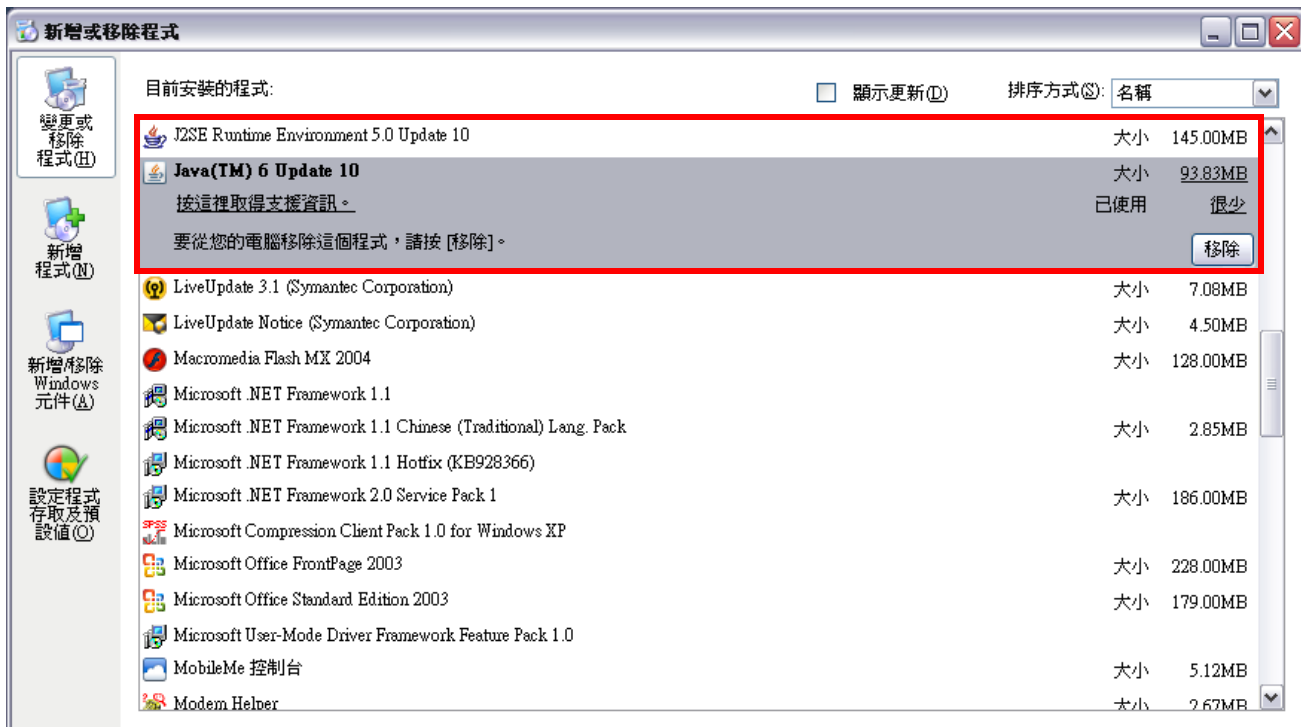 新增或移除程式
變更或
移除
程式(H)
新增
程式(N)
新增/移除
Windows
元件(A)
設定程式
存取及預
設值(O)
目前安裝的程式:
顯示更新(D)
排序方式(S): 名稱
J2SE Runtime Environment 5.0 Update 10 大小 145.00MB
Java(TM) 6 Update 10 大小 93.83MB
按這裡取得支援資訊。 已使用 很少
要從您的電腦移除這個程式，請按 [移除]。 移除
LiveUpdate 3.1 (Symantec Corporation) 大小 7.08MB
LiveUpdate Notice (Symantec Corporation) 大小 4.50MB
Macromedia Flash MX 2004 大小 128.00MB
Microsoft .NET Framework 1.1
Microsoft .NET Framework 1.1 Chinese (Traditional) Lang. Pack 大小 2.85MB
Microsoft .NET Framework 1.1 Hotfix (KB928366)
Microsoft .NET Framework 2.0 Service Pack 1 大小 186.00MB
Microsoft Compression Client Pack 1.0 for Windows XP
Microsoft Office FrontPage 2003 大小 228.00MB
Microsoft Office Standard Edition 2003 大小 179.00MB
Microsoft User-Mode Driver Framework Feature Pack 1.0
MobileMe 控制台 大小 5.12MB
Modem Helper 大小 2.67MB